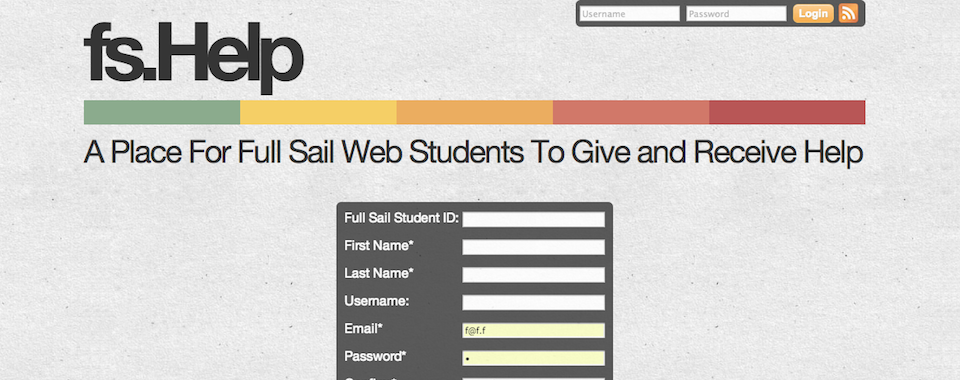 Username Password Login
fs.Help
A Place For Full Sail Web Students To Give and Receive Help
Full Sail Student ID:
First Name*
Last Name*
Username:
Email* f@f.f
Password* •